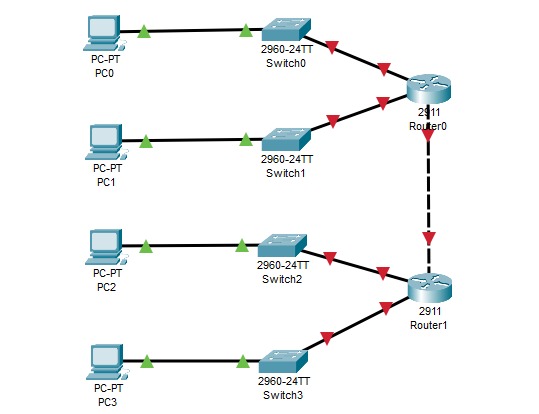 2960-24TT
Switch0
PC-PT
PC0
2911
Router0
2960-24TT
Switch1
PC-PT
PC1
2960-24TT
Switch2
PC-PT
PC2
2911
Router1
2960-24TT
Switch3
PC-PT
PC3